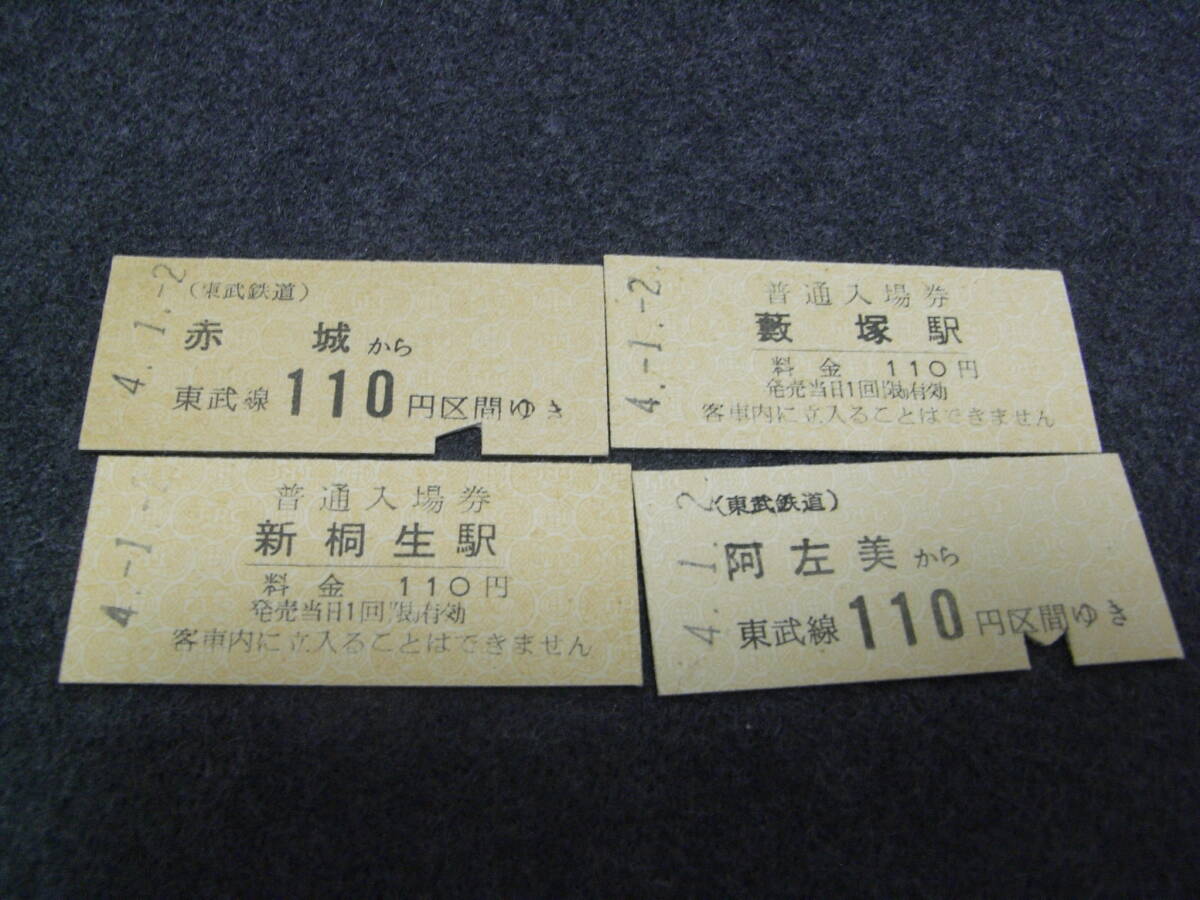 4.1.-2
(東武鉄道)
赤城から
東武線110円区間ゆき
4.-1.-2.
普通入場券
藪塚駅
料金 110円
発売当日1回限り有効
客車内に立入ることはできません
4.-1
普通入場券
新桐生駅
料金 110円
発売当日1回限り有効
客車内に立入ることはできません
4.1.2
(東武鉄道)
阿左美から
東武線110円区間ゆき